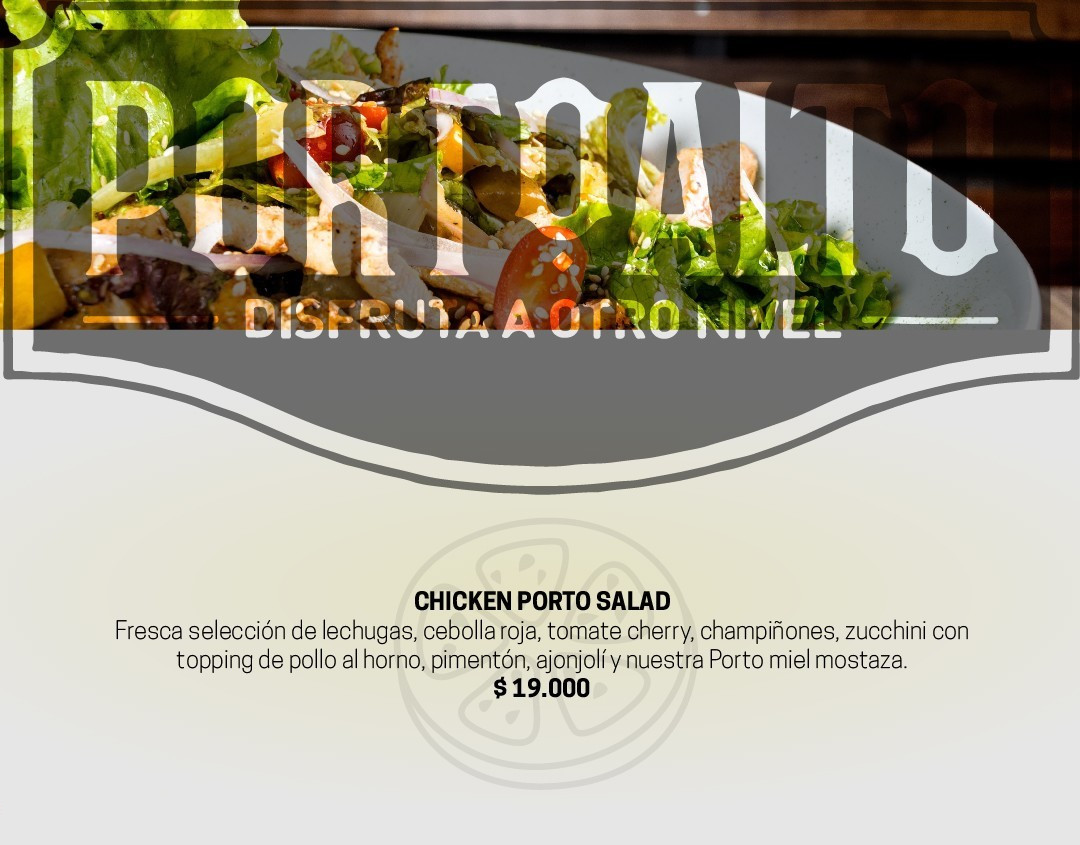 PORTOALTO
DISFRUTA A OTRO NIVEL
CHICKEN PORTO SALAD
Fresca selección de lechugas, cebolla roja, tomate cherry, champiñones, zucchini con
topping de pollo al horno, pimentón, ajonjolí y nuestra Porto miel mostaza.
$ 19.000